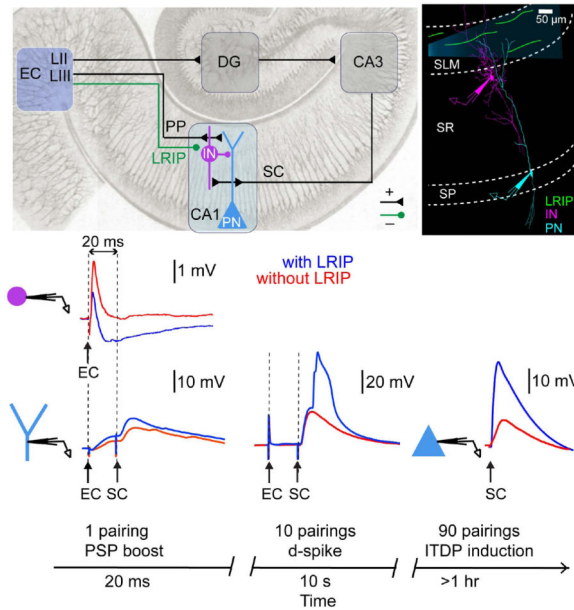 EC
LII
LIII
DG
CA3
PP
LRIP
IN
SC
CA1
PN
+
–
50 μm
SLM
SR
SP
LRIP
IN
PN
20 ms
1 mV
with LRIP
without LRIP
EC
10 mV
20 mV
10 mV
EC SC
EC SC
SC
1 pairing
PSP boost
10 pairings
d-spike
90 pairings
ITDP induction
20 ms
10 s
>1 hr
Time